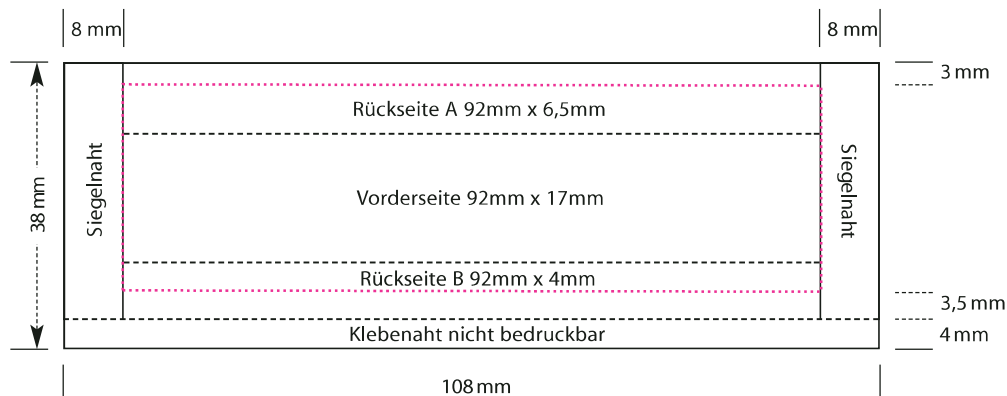 8 mm
8 mm
3 mm
Rückseite A 92mm x 6,5mm
Siegelnaht
Vorderseite 92mm x 17mm
Siegelnaht
38 mm
Rückseite B 92mm x 4mm
3,5 mm
Klebenaht nicht bedruckbar
4 mm
108 mm